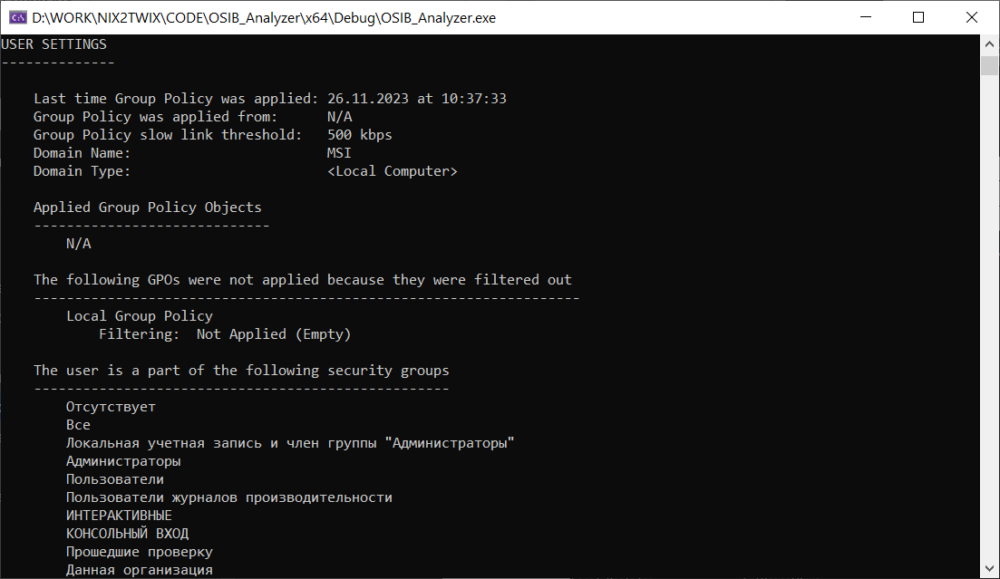 D:\WORK\NIX2TWIX\CODE\OSIB_Analyzer\x64\Debug\OSIB_Analyzer.exe
USER SETTINGS
--------------
Last time Group Policy was applied: 26.11.2023 at 10:37:33
Group Policy was applied from:      N/A
Group Policy slow link threshold:   500 kbps
Domain Name:                        MSI
Domain Type:                        <Local Computer>
Applied Group Policy Objects
-----------------------------
N/A
The following GPOs were not applied because they were filtered out
-------------------------------------------------------------------
Local Group Policy
Filtering:  Not Applied (Empty)
The user is a part of the following security groups
---------------------------------------------------
Отсутствует
Все
Локальная учетная запись и член группы "Администраторы"
Администраторы
Пользователи
Пользователи журналов производительности
ИНТЕРАКТИВНЫЕ
КОНСОЛЬНЫЙ ВХОД
Прошедшие проверку
Данная организация